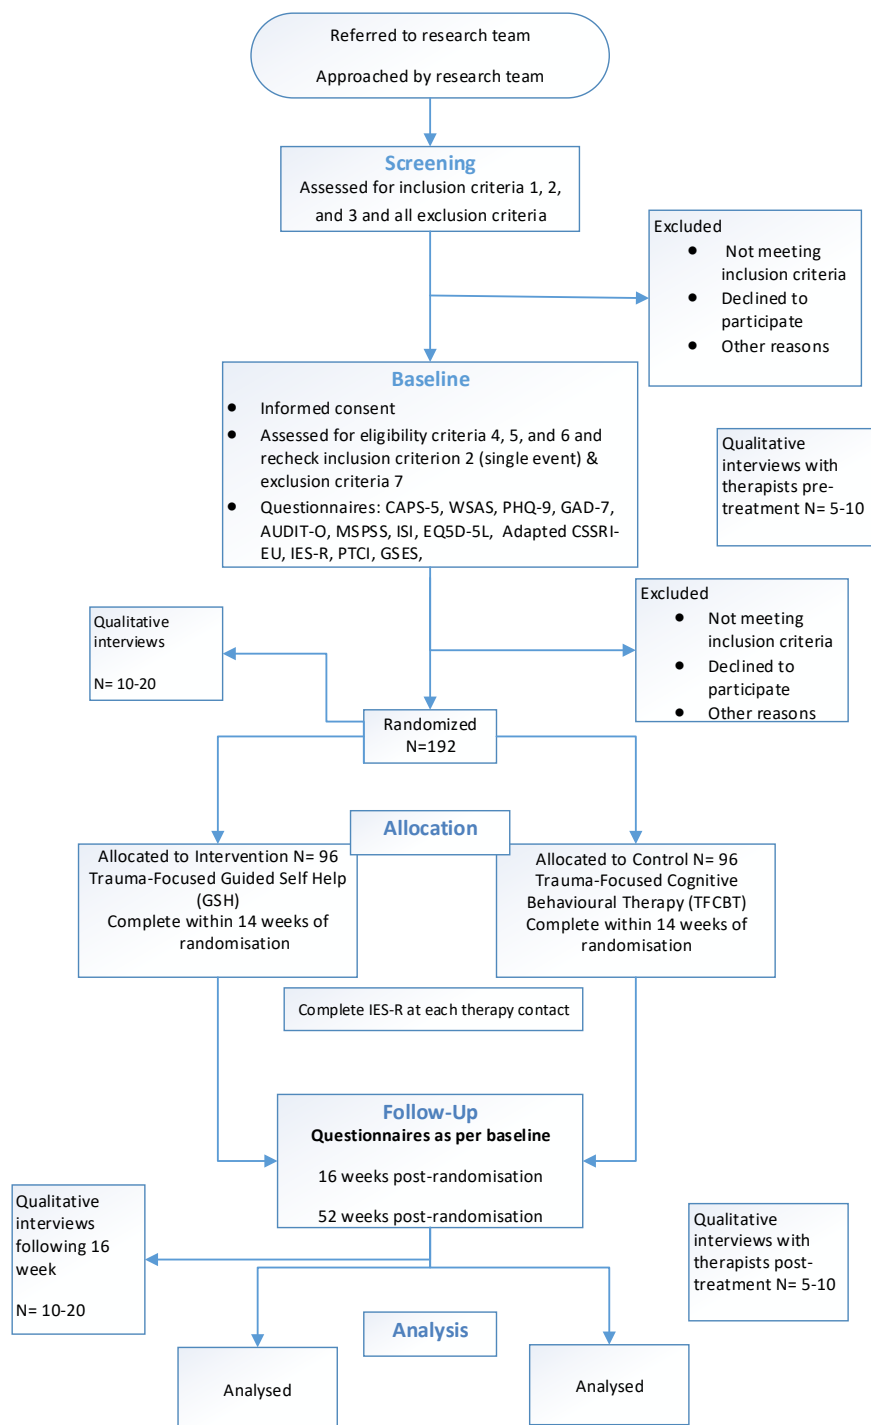 Referred to research team
Approached by research team
Screening
Assessed for inclusion criteria 1, 2,
and 3 and all exclusion criteria
Excluded
● Not meeting
inclusion criteria
● Declined to
participate
● Other reasons
Baseline
● Informed consent
● Assessed for eligibility criteria 4, 5, and 6 and
recheck inclusion criterion 2 (single event) &
exclusion criteria 7
● Questionnaires: CAPS-5, WSAS, PHQ-9, GAD-7,
AUDIT-O, MSPSS, ISI, EQ5D-5L, Adapted CSSRI-
EU, IES-R, PTCI, GSES,
Qualitative
interviews with
therapists pre-
treatment N= 5-10
Excluded
● Not meeting
inclusion criteria
● Declined to
participate
● Other reasons
Qualitative
interviews
N= 10-20
Randomized
N=192
Allocation
Allocated to Intervention N= 96
Trauma-Focused Guided Self Help
(GSH)
Complete within 14 weeks of
randomisation
Allocated to Control N= 96
Trauma-Focused Cognitive
Behavioural Therapy (TFCBT)
Complete within 14 weeks of
randomisation
Complete IES-R at each therapy contact
Follow-Up
Questionnaires as per baseline
16 weeks post-randomisation
52 weeks post-randomisation
Qualitative
interviews
following 16
week
N= 10-20
Qualitative
interviews with
therapists post-
treatment N= 5-10
Analysis
Analysed
Analysed